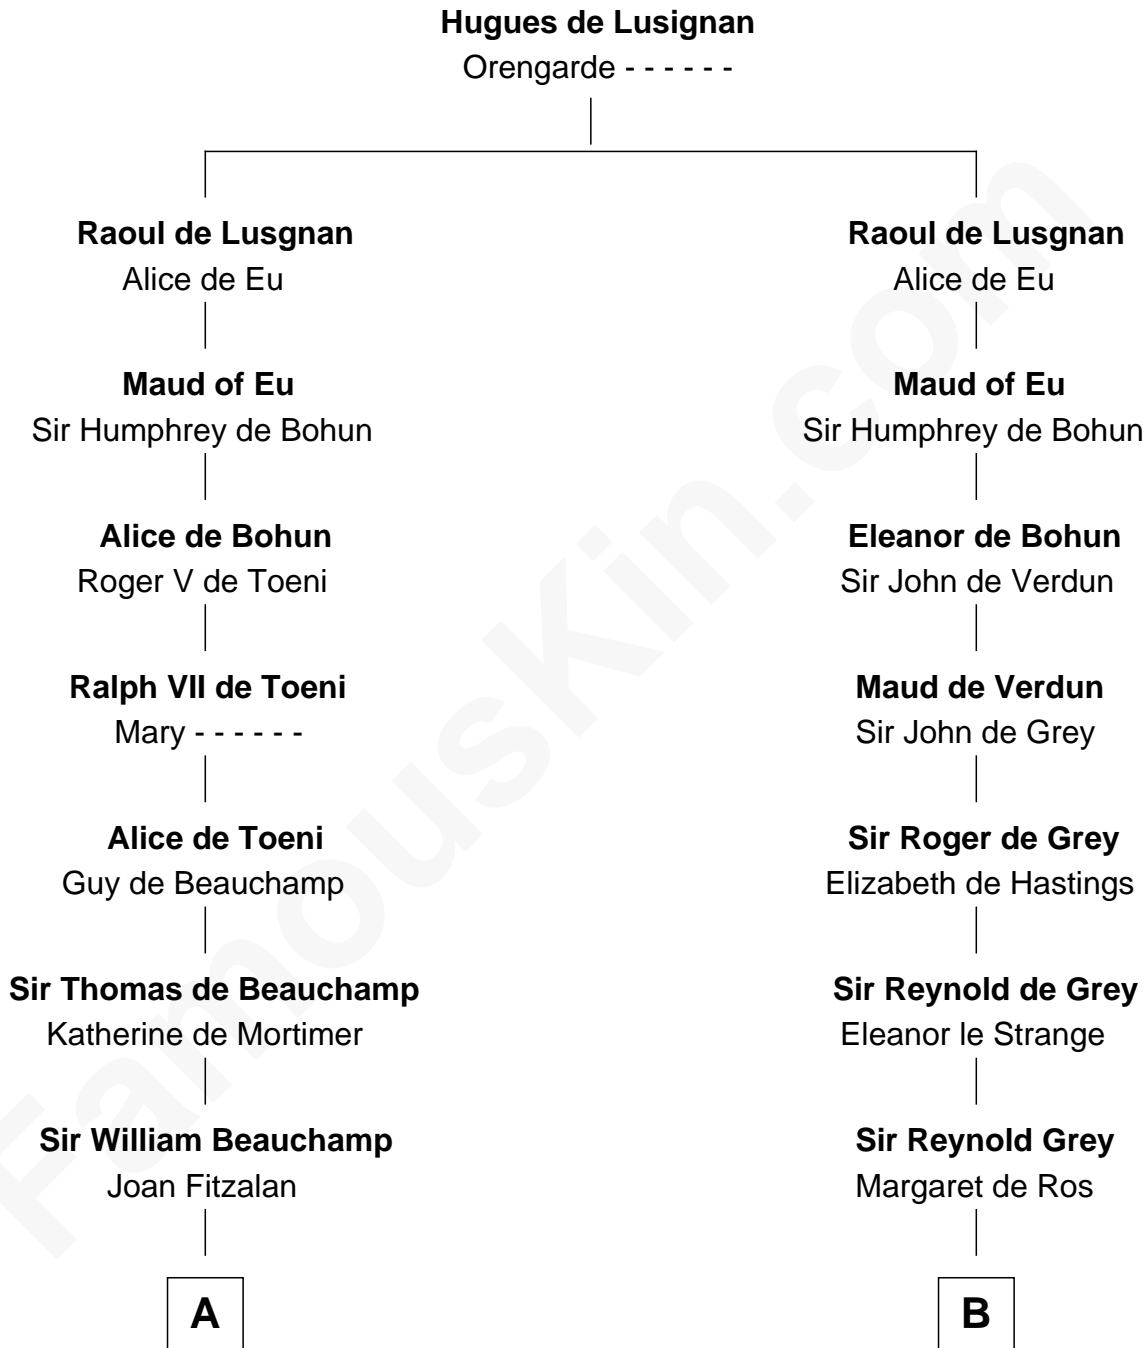 Hugues de Lusignan
Orengarde - - - - - -
Raoul de Lusgnan
Alice de Eu
Maud of Eu
Sir Humphrey de Bohun
Alice de Bohun
Roger V de Toeni
Ralph VII de Toeni
Mary - - - - - -
Alice de Toeni
Guy de Beauchamp
Sir Thomas de Beauchamp
Katherine de Mortimer
Sir William Beauchamp
Joan Fitzalan
A
Raoul de Lusgnan
Alice de Eu
Maud of Eu
Sir Humphrey de Bohun
Eleanor de Bohun
Sir John de Verdun
Maud de Verdun
Sir John de Grey
Sir Roger de Grey
Elizabeth de Hastings
Sir Reynold de Grey
Eleanor le Strange
Sir Reynold Grey
Margaret de Ros
B
FamousKin.com